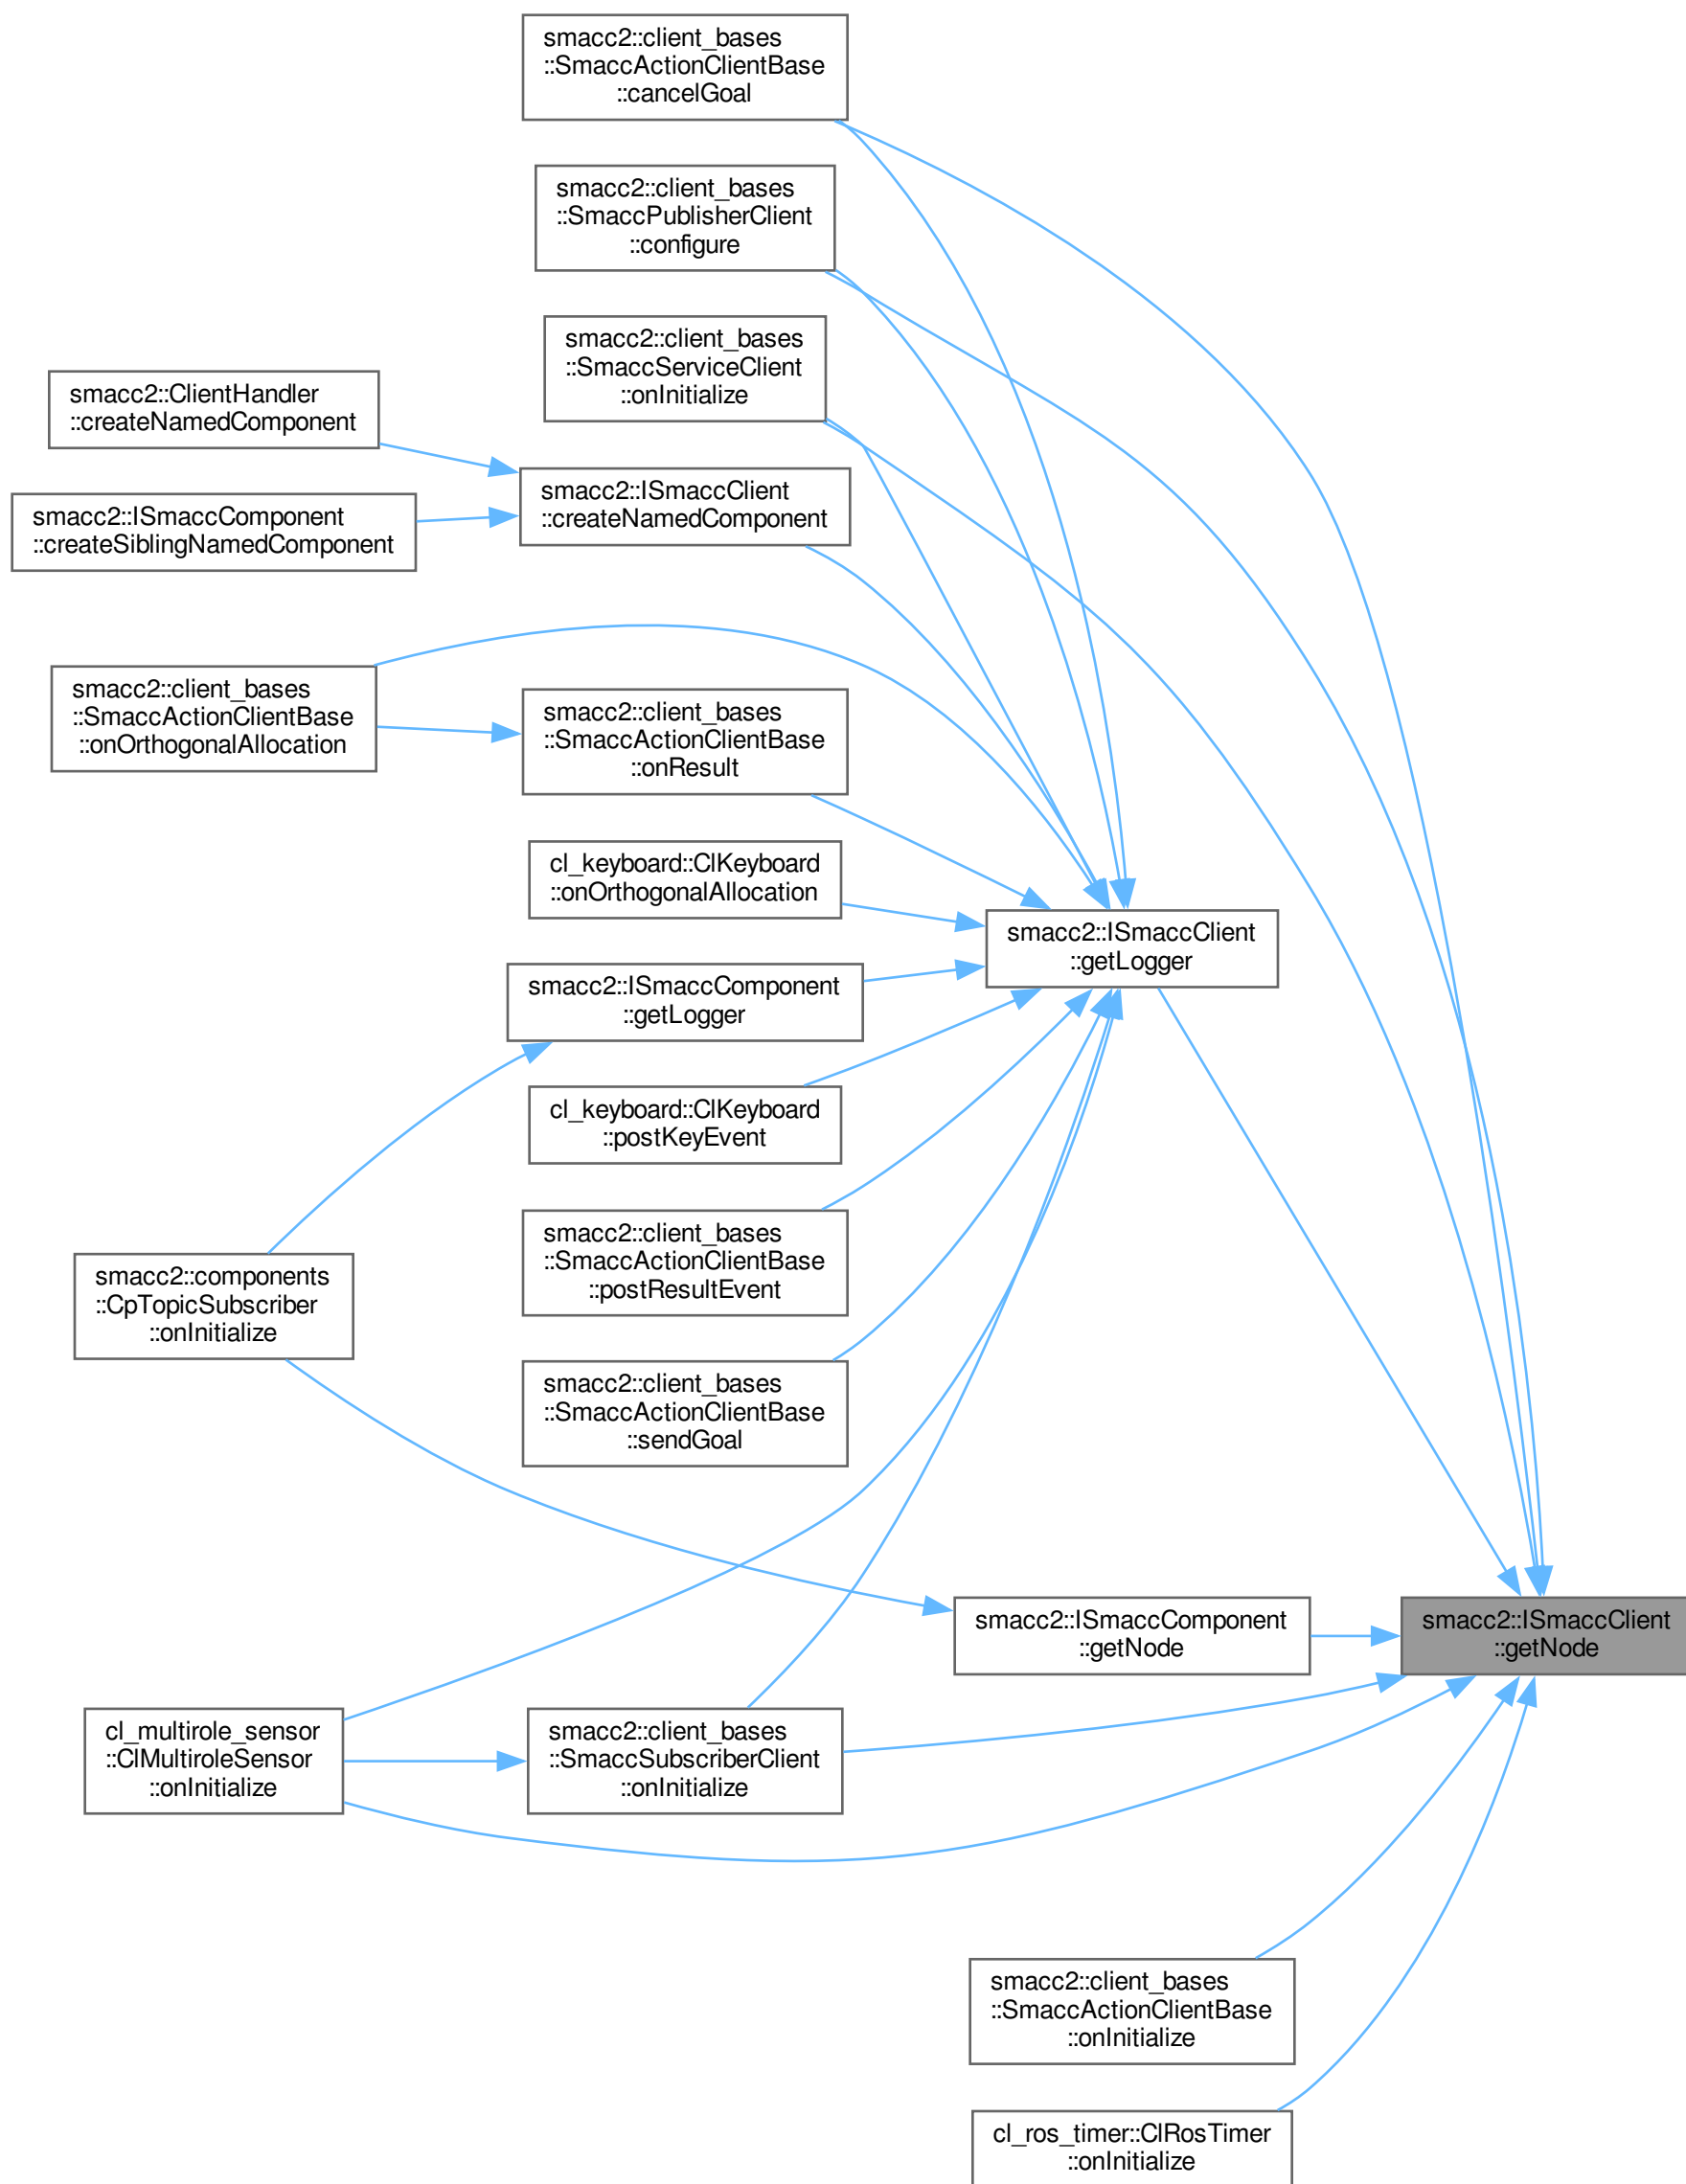 smacc2::client_bases
::SmaccActionClientBase
::cancelGoal
smacc2::client_bases
::SmaccPublisherClient
::configure
smacc2::client_bases
::SmaccServiceClient
::onInitialize
smacc2::ClientHandler
::createNamedComponent
smacc2::ISmaccClient
::createNamedComponent
smacc2::ISmaccComponent
::createSiblingNamedComponent
smacc2::client_bases
::SmaccActionClientBase
::onOrthogonalAllocation
smacc2::client_bases
::SmaccActionClientBase
::onResult
cl_keyboard::ClKeyboard
::onOrthogonalAllocation
smacc2::ISmaccClient
::getLogger
smacc2::ISmaccComponent
::getLogger
cl_keyboard::ClKeyboard
::postKeyEvent
smacc2::client_bases
::SmaccActionClientBase
::postResultEvent
smacc2::components
::CpTopicSubscriber
::onInitialize
smacc2::client_bases
::SmaccActionClientBase
::sendGoal
smacc2::ISmaccComponent
::getNode
smacc2::ISmaccClient
::getNode
cl_multirole_sensor
::ClMultiroleSensor
::onInitialize
smacc2::client_bases
::SmaccSubscriberClient
::onInitialize
smacc2::client_bases
::SmaccActionClientBase
::onInitialize
cl_ros_timer::ClRosTimer
::onInitialize